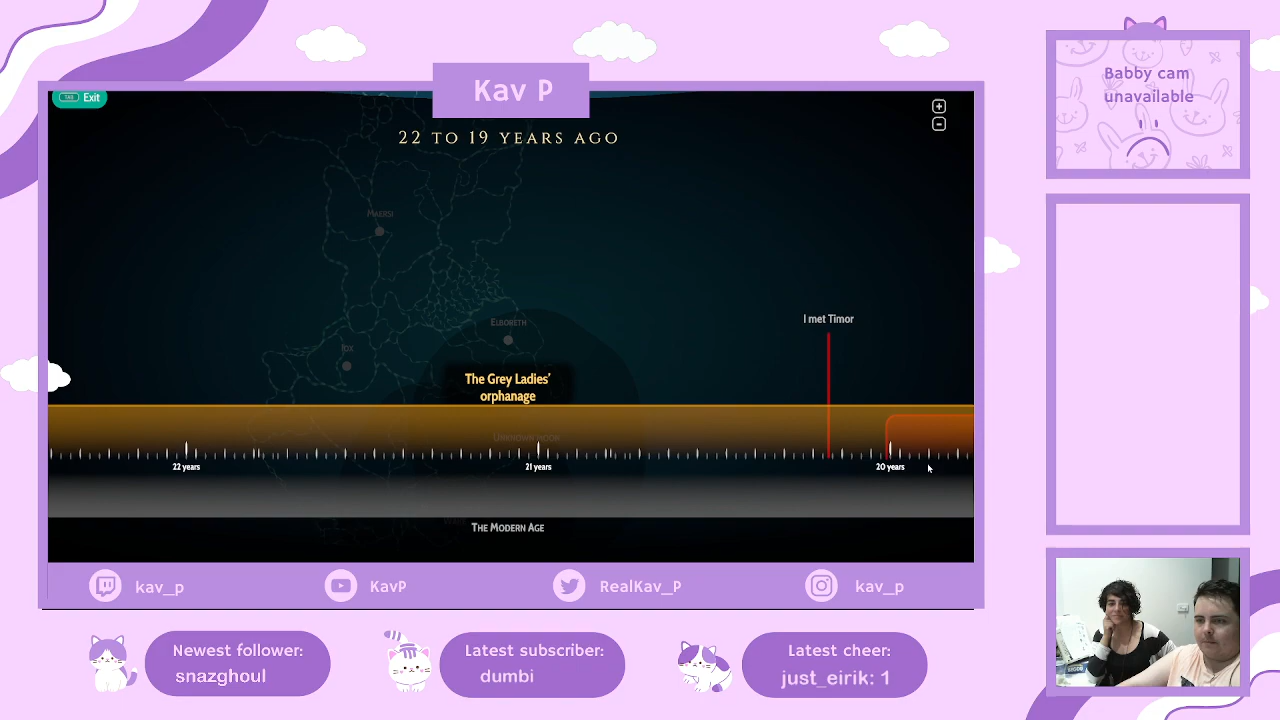 Kav P
TAB Exit
22 TO 19 YEARS AGO
MAERSI
ELBORETH
TOX
I met Timor
The Grey Ladies'
orphanage
22 years
21 years
20 years
THE MODERN AGE
kav_p
KavP
RealKav_P
kav_p
Newest follower:
snazghoul
Latest subscriber:
dumbi
Latest cheer:
just_eirik: 1
Babby cam
unavailable